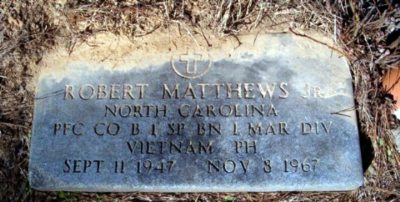 ROBERT MATTHEWS JR
NORTH CAROLINA
PFC CO B 1 SP BN 1 MAR DIV
VIETNAM PH
SEPT 11 1947 NOV 8 1967